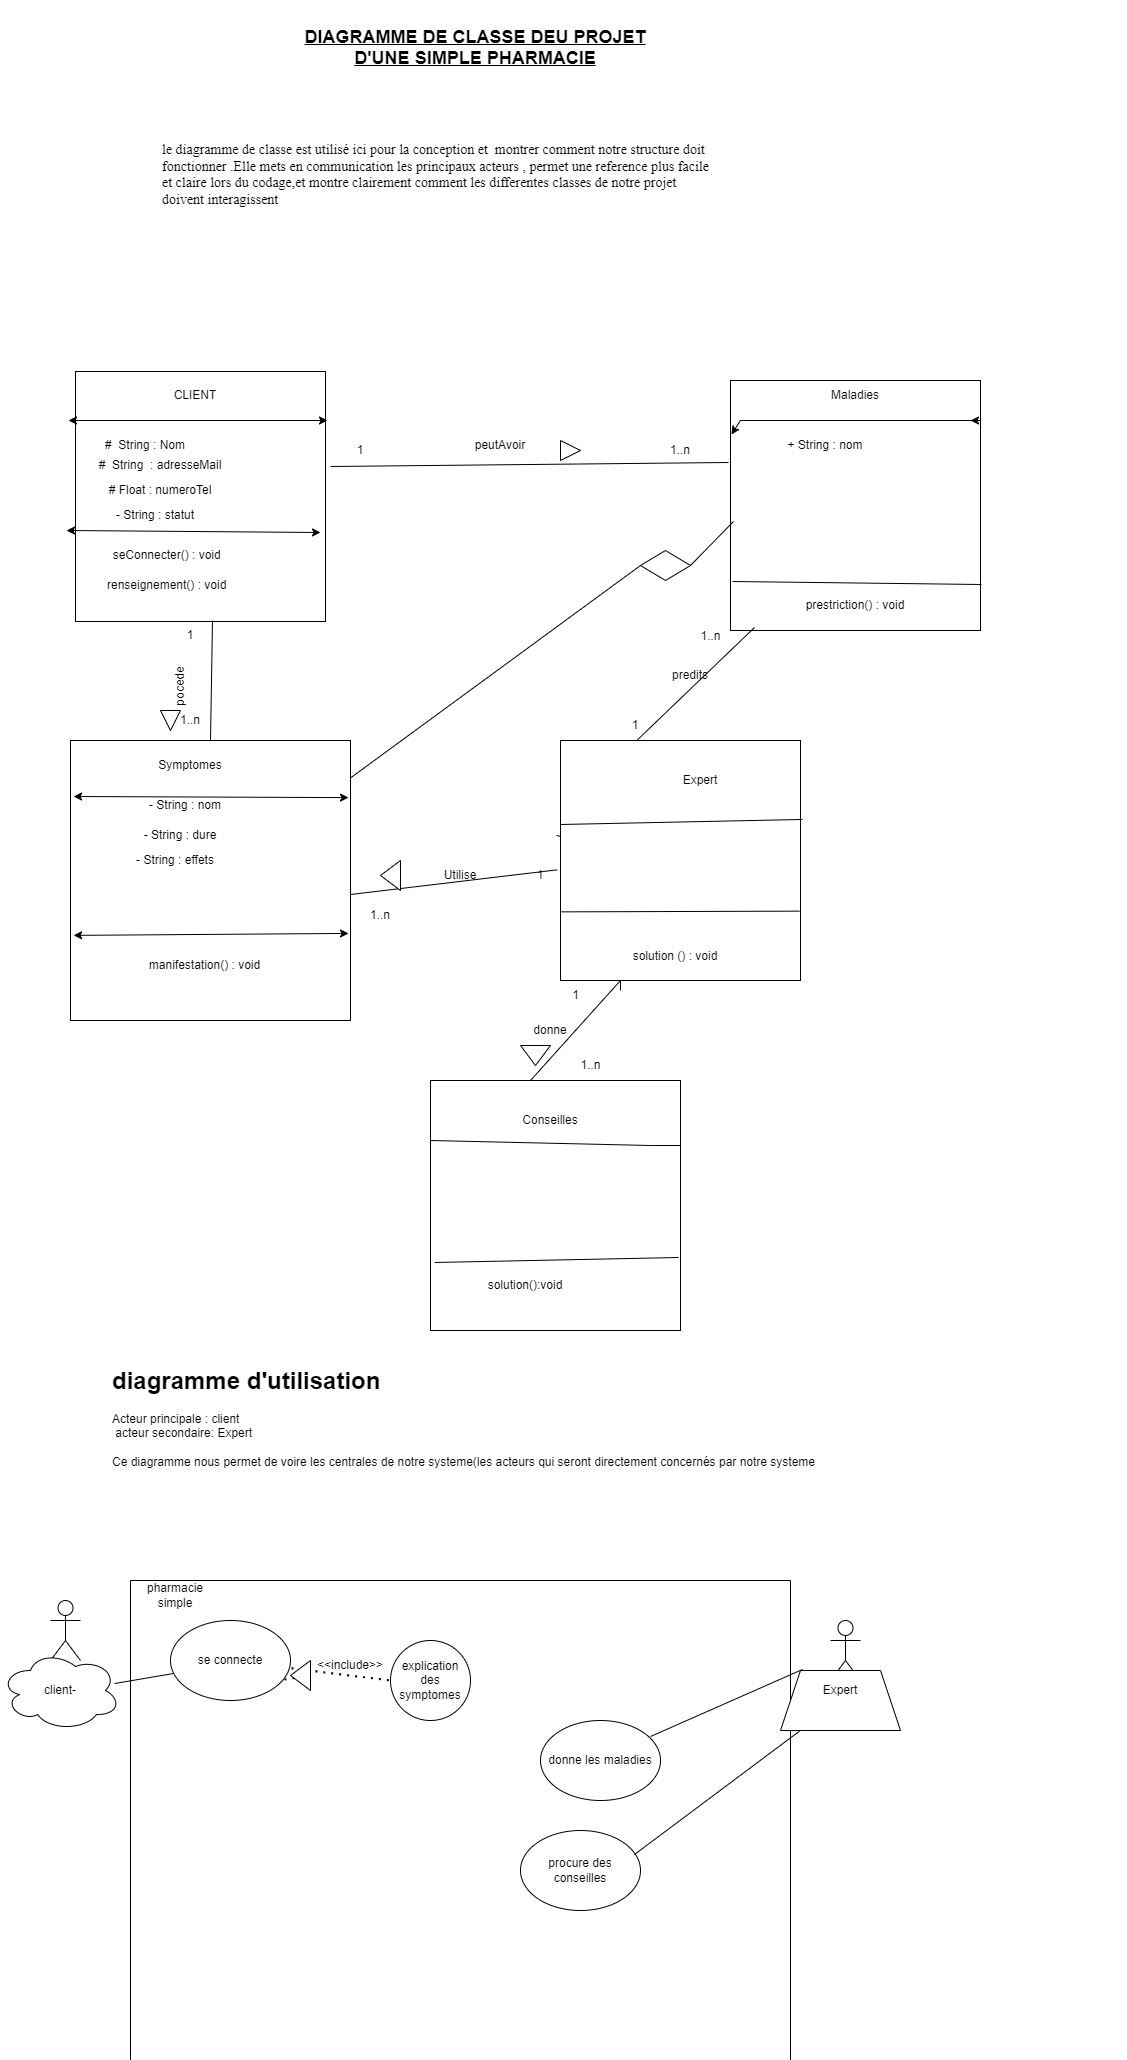 DIAGRAMME DE CLASSE DEU PROJET
D'UNE SIMPLE PHARMACIE
le diagramme de classe est utilisé ici pour la conception et  montrer comment notre structure doit
fonctionner .Elle mets en communication les principaux acteurs , permet une reference plus facile
et claire lors du codage,et montre clairement comment les differentes classes de notre projet
doivent interagissent
CLIENT
# String : Nom
# String : adresseMail
# Float : numeroTel
- String : statut
seConnecter() : void
renseignement() : void
1
peutAvoir
1..n
Maladies
+ String : nom
prestriction() : void
1
pocede
1..n
1..n
predits
1
Symptomes
- String : nom
- String : dure
- String : effets
manifestation() : void
Utilise
1
1..n
Expert
solution () : void
1
donne
1..n
Conseilles
solution():void
diagramme d'utilisation
Acteur principale : client
acteur secondaire: Expert
Ce diagramme nous permet de voire les centrales de notre systeme(les acteurs qui seront directement concernés par notre systeme
pharmacie
simple
client-
se connecte
<<include>>
explication
des
symptomes
Expert
donne les maladies
procure des
conseilles